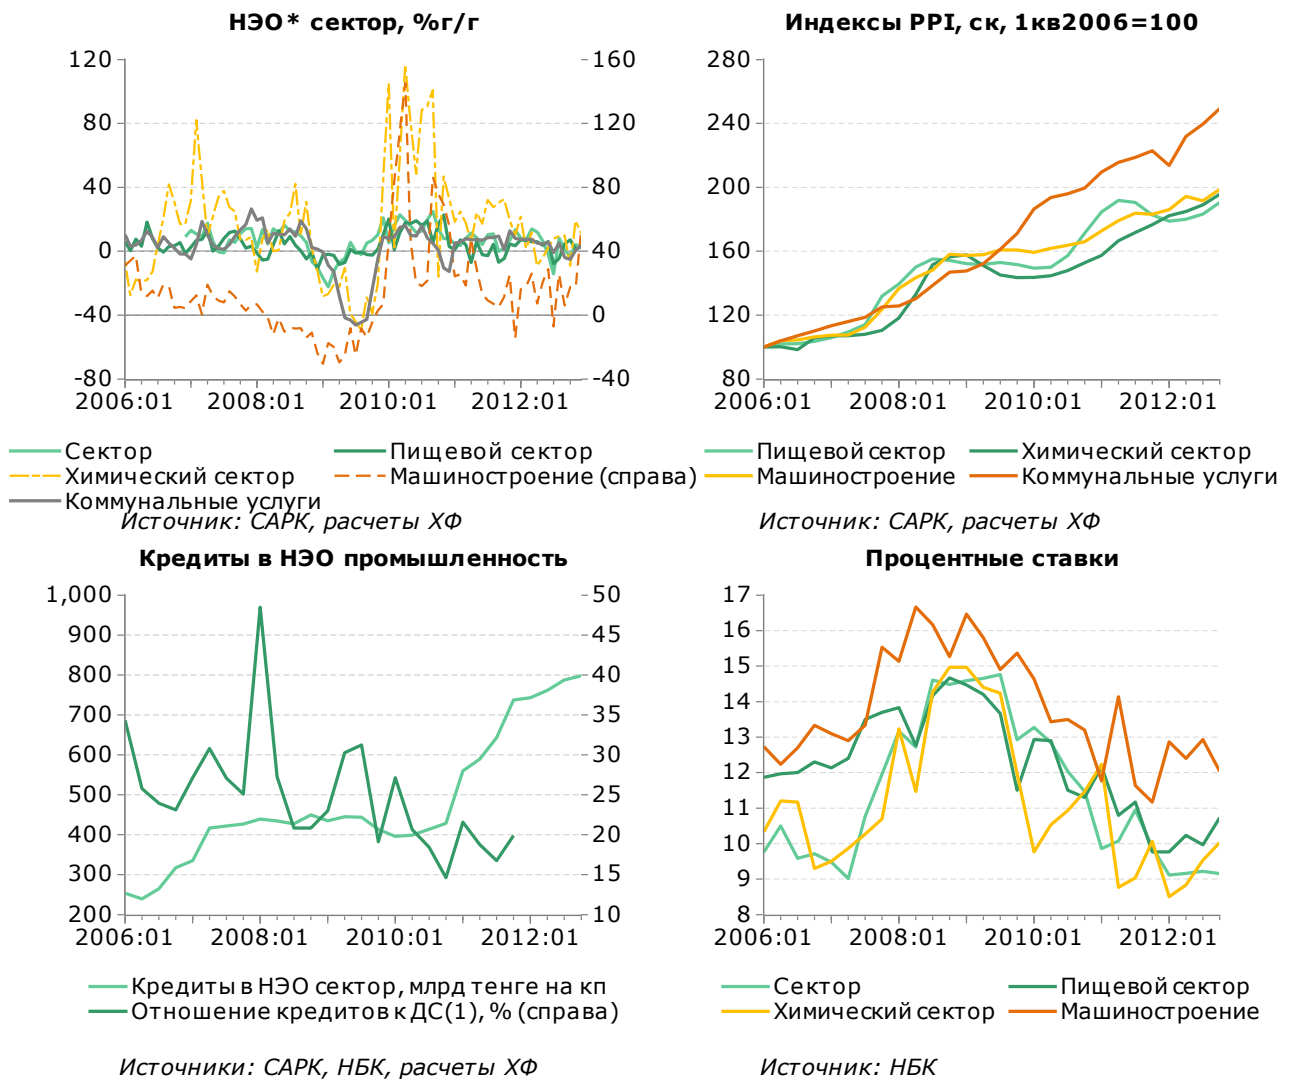 НЭО* сектор, %г/г
120
80
40
0
-40
-80
160
120
80
40
0
-40
2006:01 2008:01 2010:01 2012:01
Сектор
Пищевой сектор
Химический сектор
Машиностроение (справа)
Коммунальные услуги
Источник: САРК, расчеты ХФ
Индексы PPI, ск, 1кв2006=100
280
240
200
160
120
80
2006:01 2008:01 2010:01 2012:01
Пищевой сектор
Химический сектор
Машиностроение
Коммунальные услуги
Источник: САРК, расчеты ХФ
Кредиты в НЭО промышленность
1,000
900
800
700
600
500
400
300
200
50
45
40
35
30
25
20
15
10
2006:01 2008:01 2010:01 2012:01
Кредиты в НЭО сектор, млрд тенге на кп
Отношение кредитов к ДС(1), % (справа)
Источники: САРК, НБК, расчеты ХФ
Процентные ставки
17
16
15
14
13
12
11
10
9
8
2006:01 2008:01 2010:01 2012:01
Сектор
Пищевой сектор
Химический сектор
Машиностроение
Источник: НБК